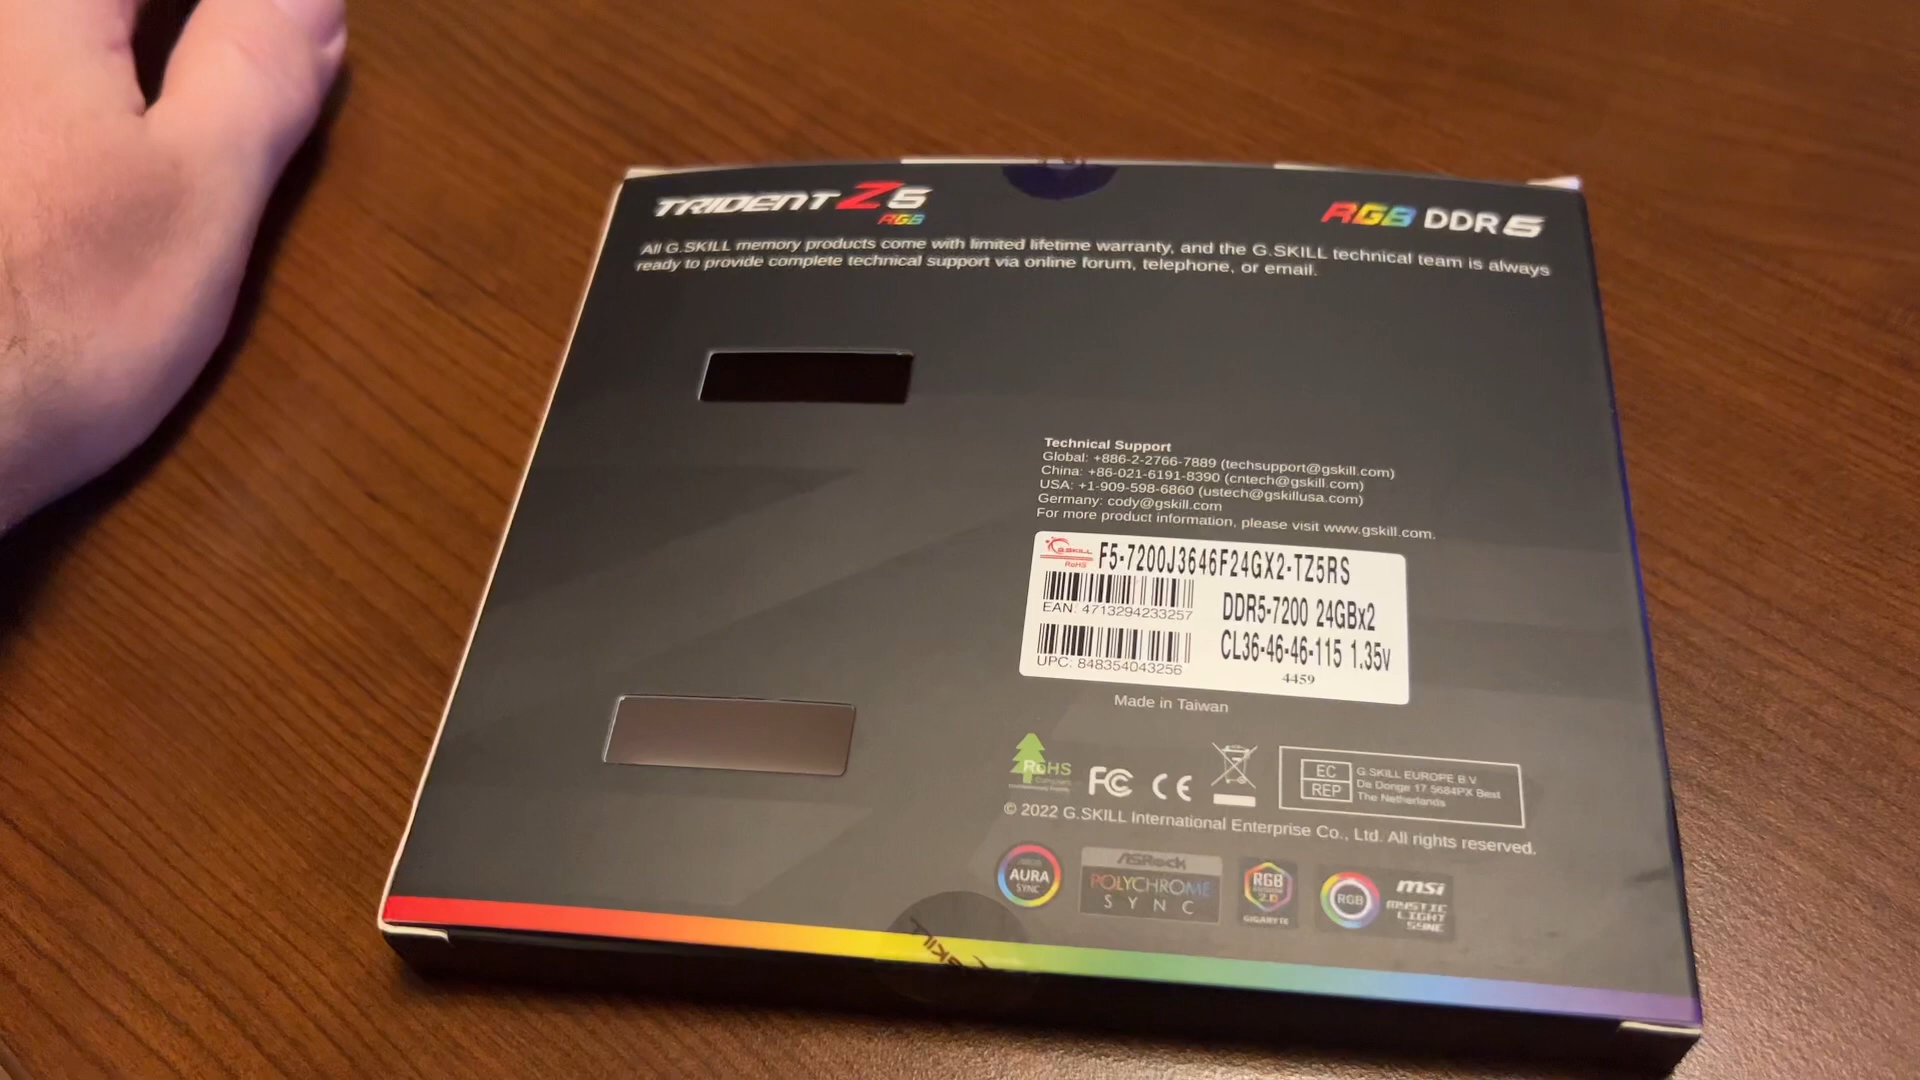 TRIDENT Z5
RGB
RGB DDR5
All G.SKILL memory products come with limited lifetime warranty, and the G.SKILL technical team is always
ready to provide complete technical support via online forum, telephone, or email.
Technical Support
Global: +886-2-2766-7889 (techsupport@gskill.com)
China: +86-021-6191-8390 (cntech@gskill.com)
USA: +1-909-598-6860 (ustech@gskillusa.com)
Germany: cody@gskill.com
For more product information, please visit www.gskill.com.
G.SKILL
RoHS
F5-7200J3646F24GX2-TZ5RS
EAN: 4713294233257
DDR5-7200 24GBx2
UPC: 848354043256
CL36-46-46-115 1.35v
4459
Made in Taiwan
RoHS
FC CE
EC
REP
G.SKILL EUROPE B.V.
De Donge 17 5684PX Best
The Netherlands
© 2022 G.SKILL International Enterprise Co., Ltd. All rights reserved.
AURA
SYNC
ASRock
POLYCHROME
SYNC
RGB
2.0
GIGABYTE
RGB
msi
MYSTIC
LIGHT
SYNC
G.SKILL